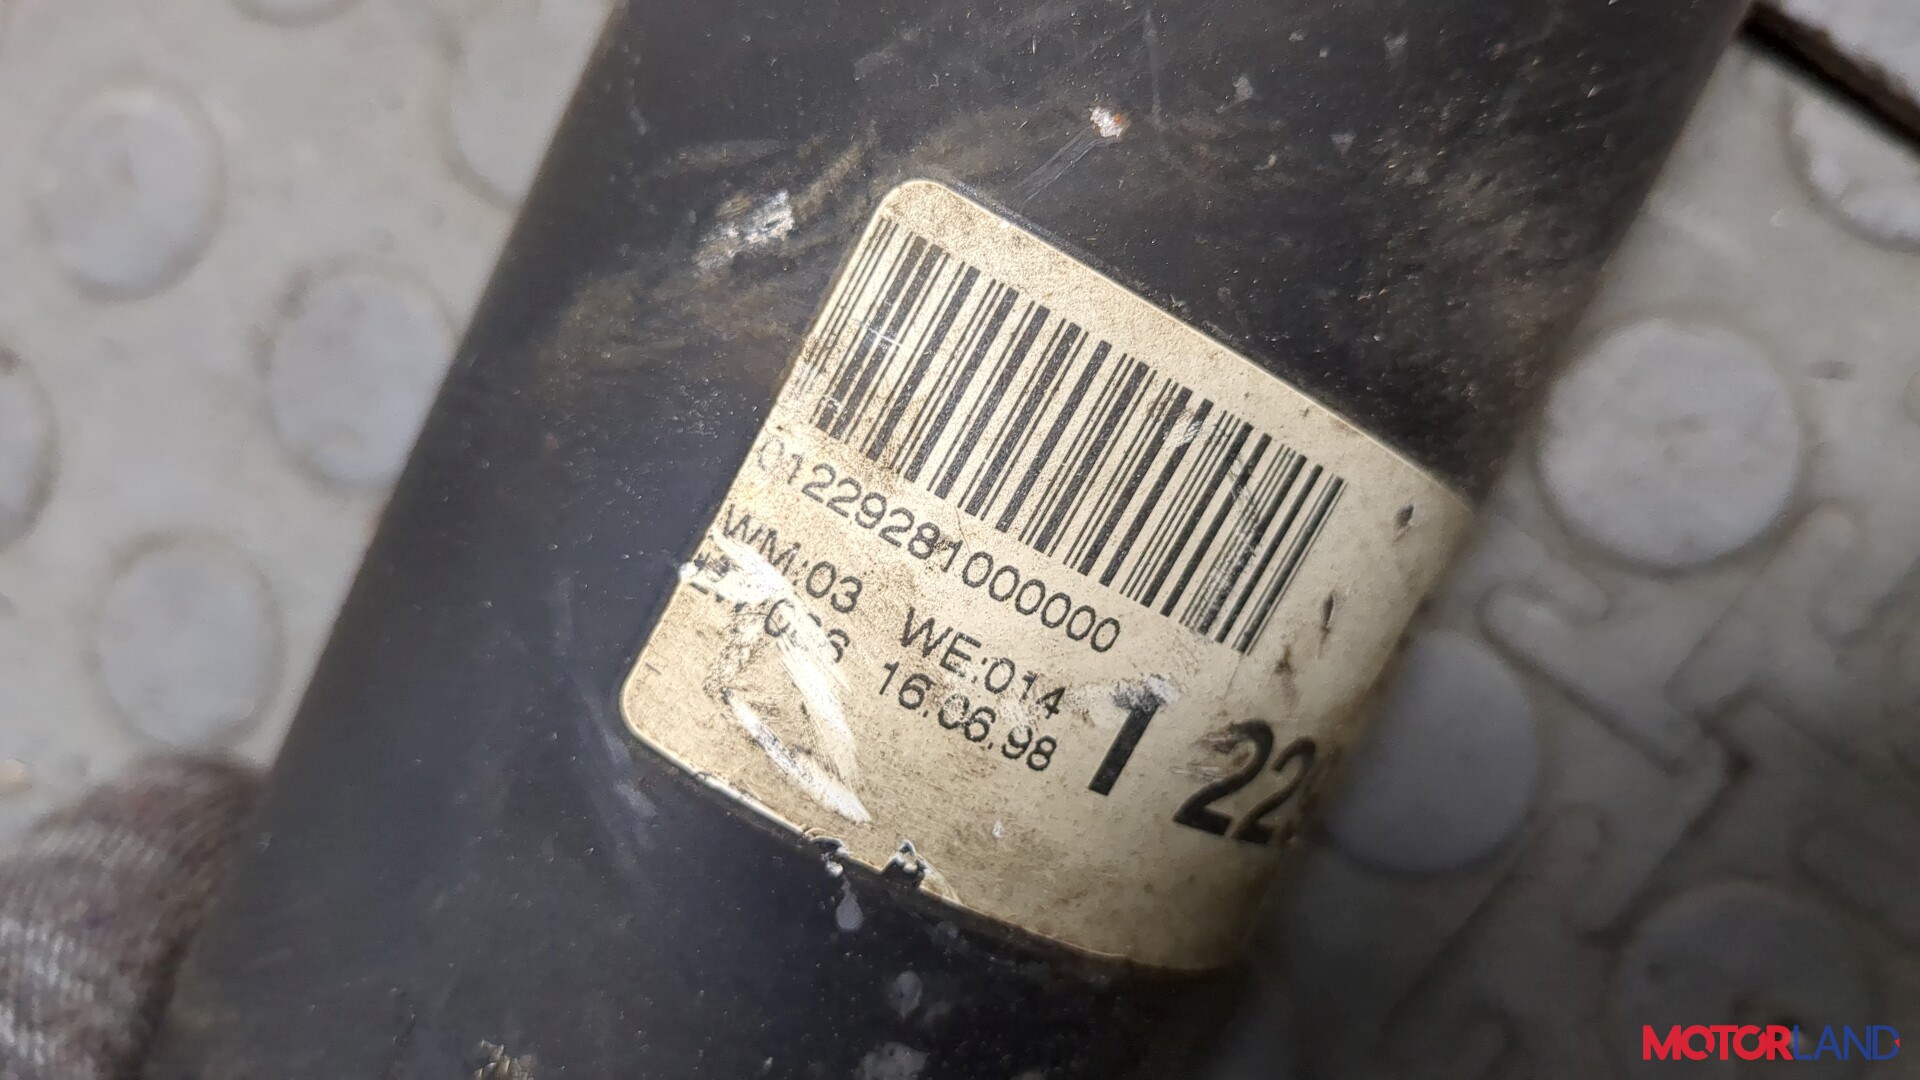 01229281000000
WM:03 WE:014
16.06.98
1 22
MOTORLAND